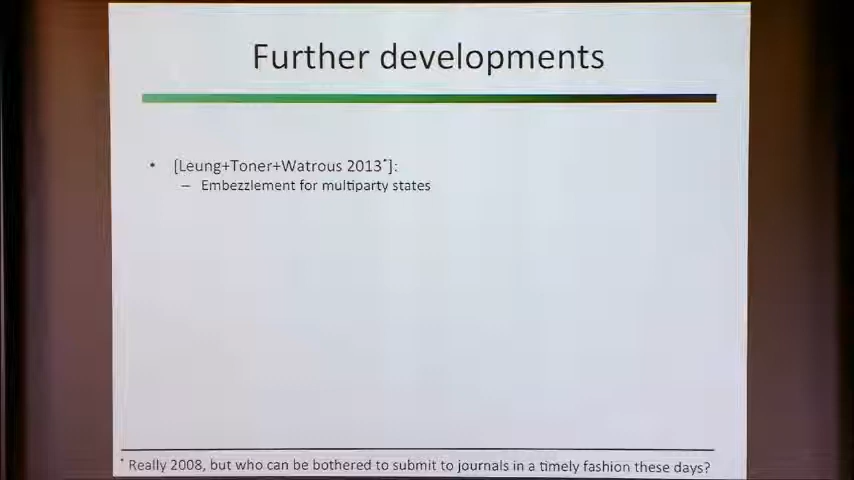 Further developments
• [Leung+Toner+Watrous 2013*]:
– Embezzlement for multiparty states
* Really 2008, but who can be bothered to submit to journals in a timely fashion these days?